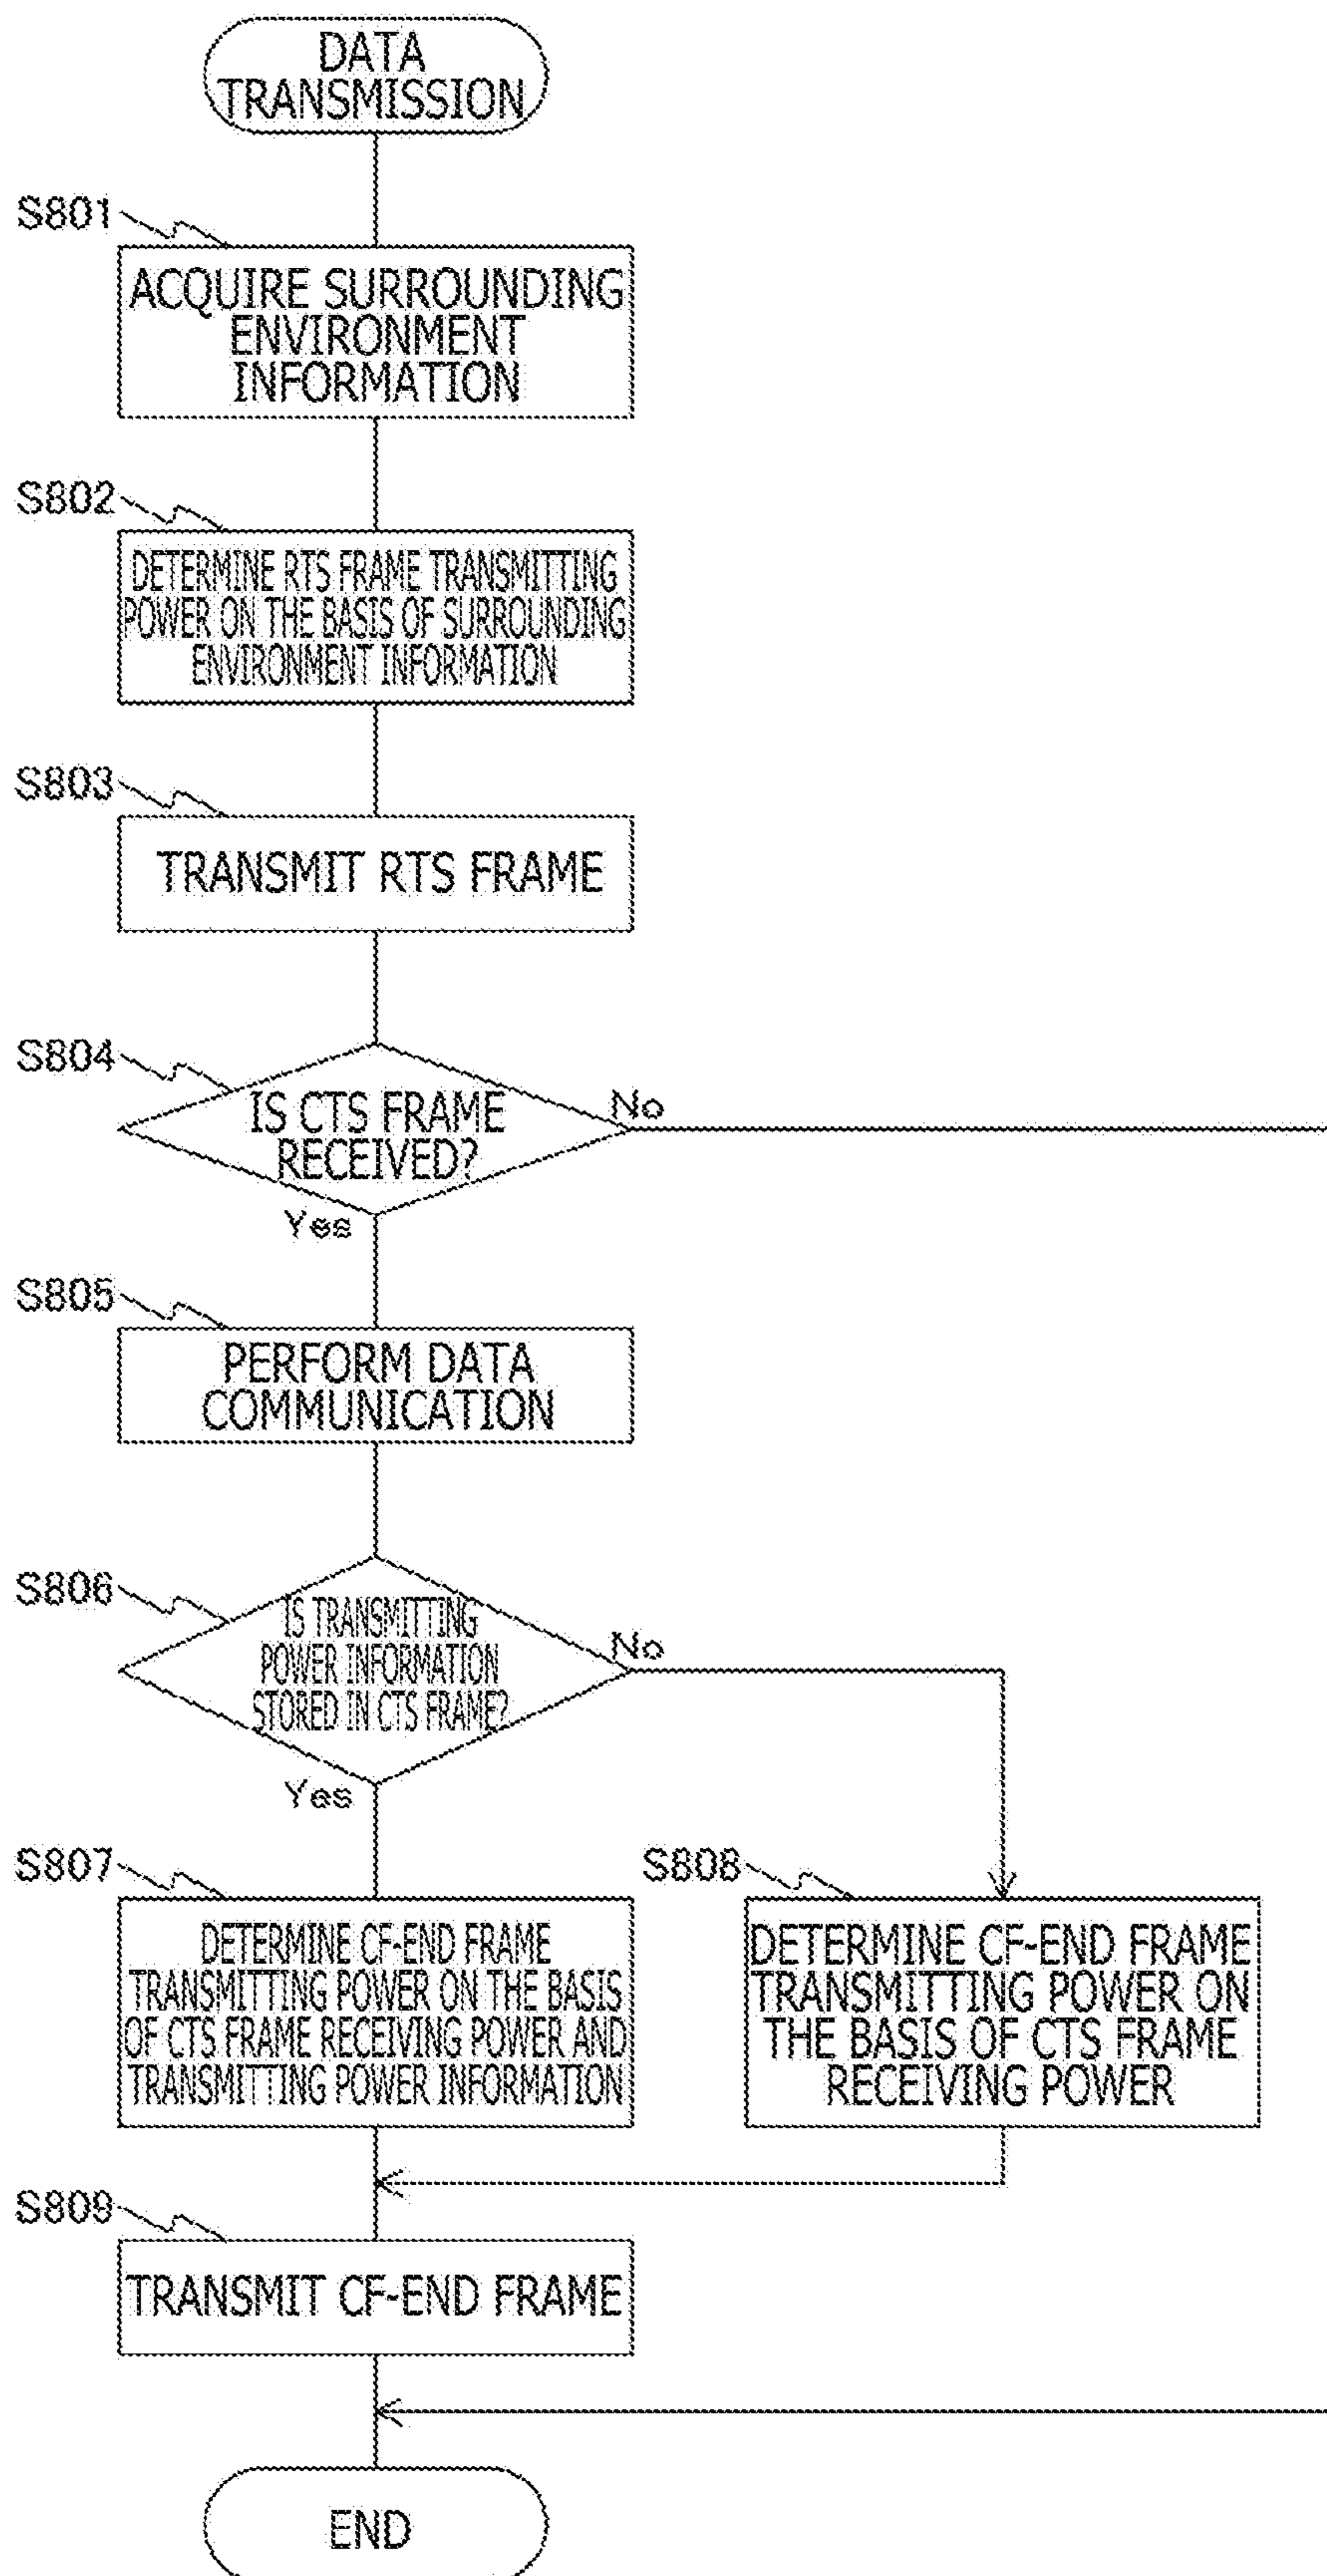 DATA
TRANSMISSION
S801
ACQUIRE SURROUNDING
ENVIRONMENT
INFORMATION
S802
DETERMINE RTS FRAME TRANSMITTING
POWER ON THE BASIS OF SURROUNDING
ENVIRONMENT INFORMATION
S803
TRANSMIT RTS FRAME
S804
IS CTS FRAME
RECEIVED?
No
Yes
S805
PERFORM DATA
COMMUNICATION
S806
IS TRANSMITTING
POWER INFORMATION
STORED IN CTS FRAME?
No
Yes
S807
DETERMINE CF-END FRAME
TRANSMITTING POWER ON THE BASIS
OF CTS FRAME RECEIVING POWER AND
TRANSMITTING POWER INFORMATION
S808
DETERMINE CF-END FRAME
TRANSMITTING POWER ON
THE BASIS OF CTS FRAME
RECEIVING POWER
S809
TRANSMIT CF-END FRAME
END